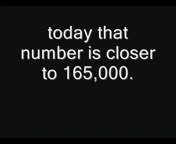 today that
number is closer
to 165,000.